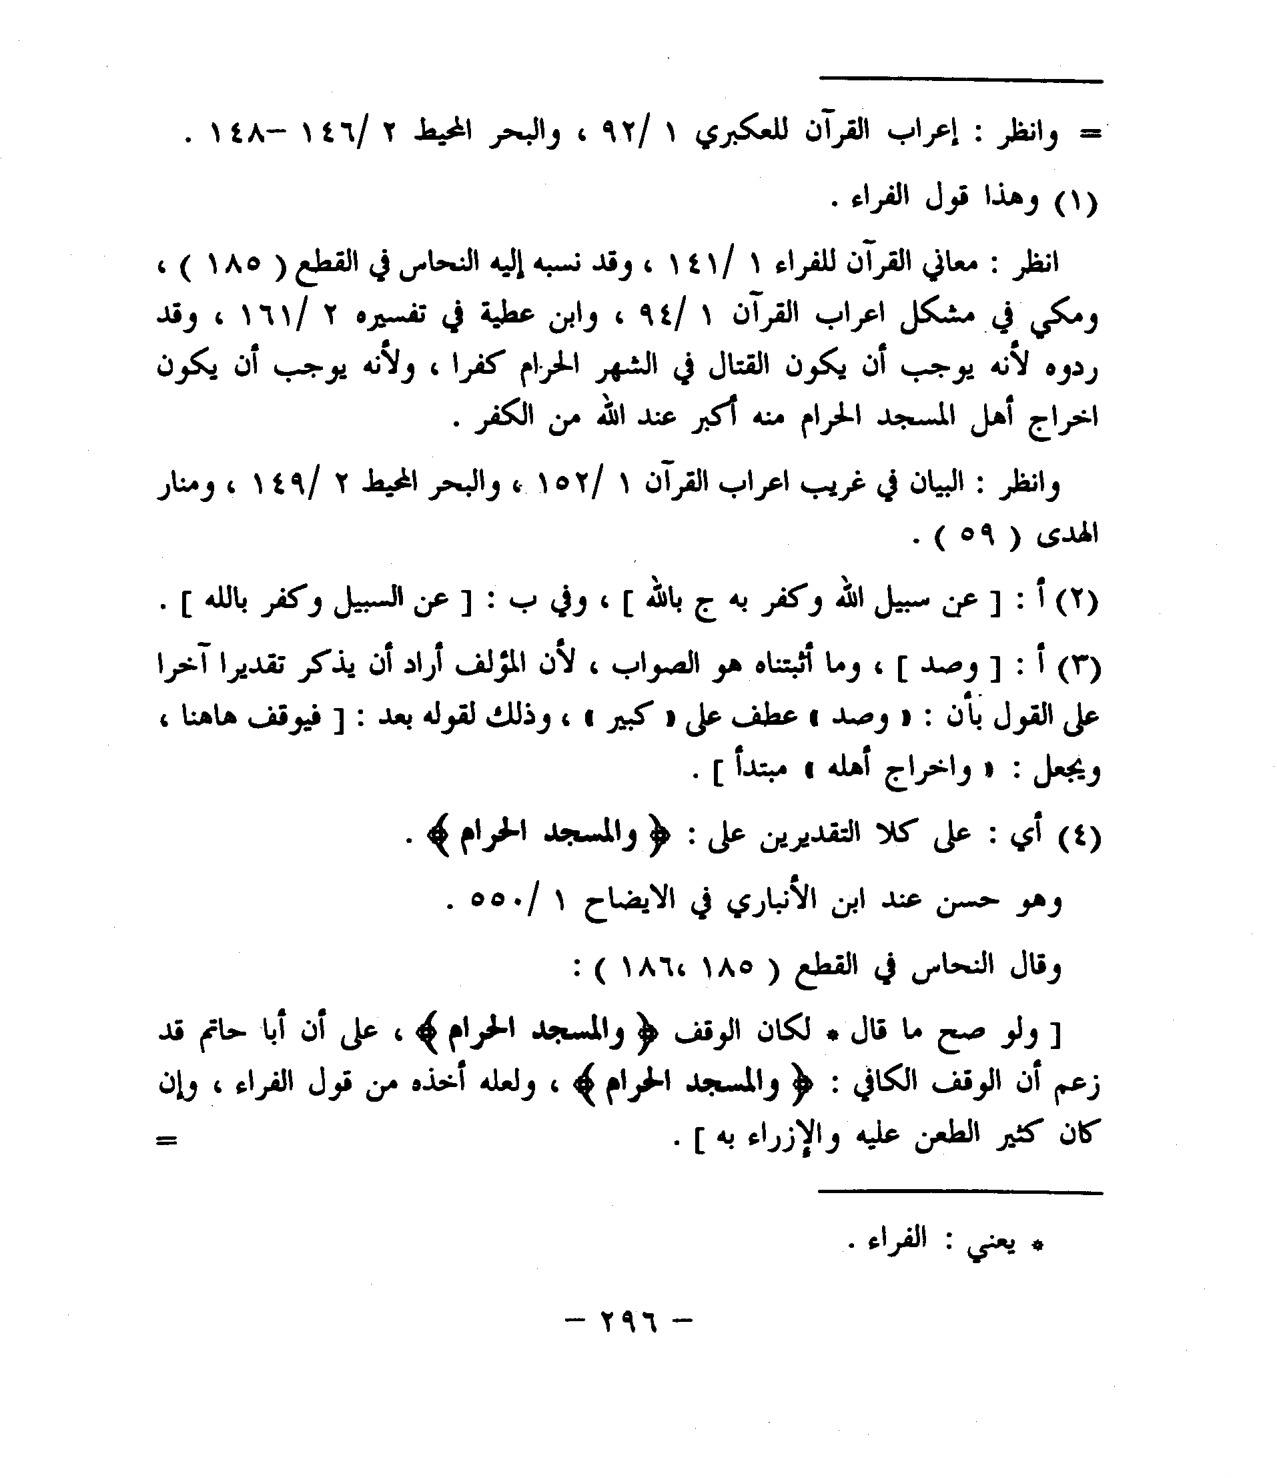 = وانظر : إعراب القرآن للعكبري ١ /٩٢ ، والبحر المحيط ٢ /١٤٦ –١٤٨ .
(١) وهذا قول الفراء .
انظر : معاني القرآن للفراء ١ /١٤١ ، وقد نسبه إليه النحاس في القطع ( ١٨٥ ) ،
ومكي في مشكل اعراب القرآن ١ /٩٤ ، وابن عطية في تفسيره ٢ /١٦١ ، وقد
ردوه لأنه يوجب أن يكون القتال في الشهر الحرام كفرا ، ولأنه يوجب أن يكون
اخراج أهل المسجد الحرام منه أكبر عند الله من الكفر .
وانظر : البيان في غريب اعراب القرآن ١ /١٥٢ ، والبحر المحيط ٢ /١٤٩ ، ومنار
الهدى ( ٥٩ ) .
(٢) أ : [ عن سبيل الله وكفر به ج بالله ] ، وفي ب : [ عن السبيل وكفر بالله ] .
(٣) أ : [ وصد ] ، وما أثبتناه هو الصواب ، لأن المؤلف أراد أن يذكر تقديرا آخرا
على القول بأن : « وصد » عطف على « كبير » ، وذلك لقوله بعد : [ فيوقف هاهنا ،
ويجعل : « واخراج أهله » مبتدأ ] .
(٤) أي : على كلا التقديرين على : ﴿ والمسجد الحرام ﴾ .
وهو حسن عند ابن الأنباري في الايضاح ١ /٥٥٠ .
وقال النحاس في القطع ( ١٨٥ ،١٨٦ ) :
[ ولو صح ما قال * لكان الوقف ﴿ والمسجد الحرام ﴾ ، على أن أبا حاتم قد
زعم أن الوقف الكافي : ﴿ والمسجد الحرام ﴾ ، ولعله أخذه من قول الفراء ، وإن
كان كثير الطعن عليه والإزراء به ] . =
* يعني : الفراء .
– ٢٩٦ –